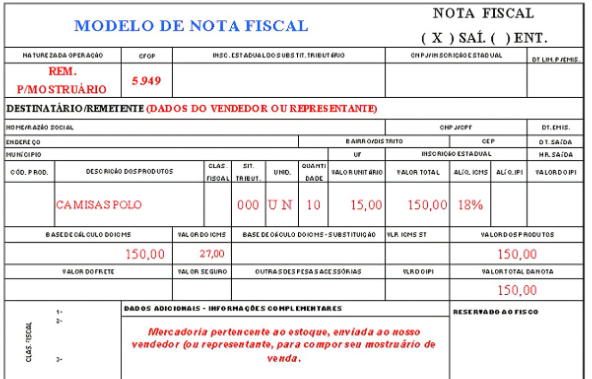 MODELO DE NOTA FISCAL
NOTA FISCAL
( X ) SAÍ. ( ) ENT.
NATUREZA DA OPERAÇÃO CFOP INSC. ESTADUAL DO SUBSTIT. TRIBUTÁRIO CNPJ/INSCRIÇÃO ESTADUAL DT LIM. P/EMIS.
REM.
P/MOSTRUÁRIO
5.949
DESTINATÁRIO/REMETENTE (DADOS DO VENDEDOR OU REPRESENTANTE)
NOME/RAZÃO SOCIAL CNPJ/CPF DT. EMIS.
ENDEREÇO BAIRRO/DISTRITO CEP DT. SAÍDA
MUNICIPIO UF INSCRIÇÃO ESTADUAL HR. SAÍDA
CÓD. PROD. DESCRICÃO DOS PRODUTOS CLAS. FISCAL SIT. TRIBUT. UNID. QUANTI DADE VALOR UNITÁRIO VALOR TOTAL ALÍQ. ICMS ALÍQ. IPI VALOR DO IPI
CAMISAS POLO 000 U N 10 15,00 150,00 18%
BASE DE CÁLCULO DO ICMS VALOR DO ICMS BASE DE CÁLCULO DO ICMS - SUBSTITUIÇÃO VLR. ICMS ST VALOR DOS PRODUTOS
150,00 27,00 150,00
VALOR DO FRETE VALOR SEGURO OUTRAS DESPESAS ACESSÓRIAS VLR DO IPI VALOR TOTAL DA NOTA
150,00
DADOS ADICIONAIS - INFORMAÇÕES COMPLEMENTARES RESERVADO AO FISCO
CLAS. FISCAL
1-
2-
3-
Mercadoria pertencente ao estoque, enviada ao nosso
vendedor (ou representante, para compor seu mostruário de
venda.